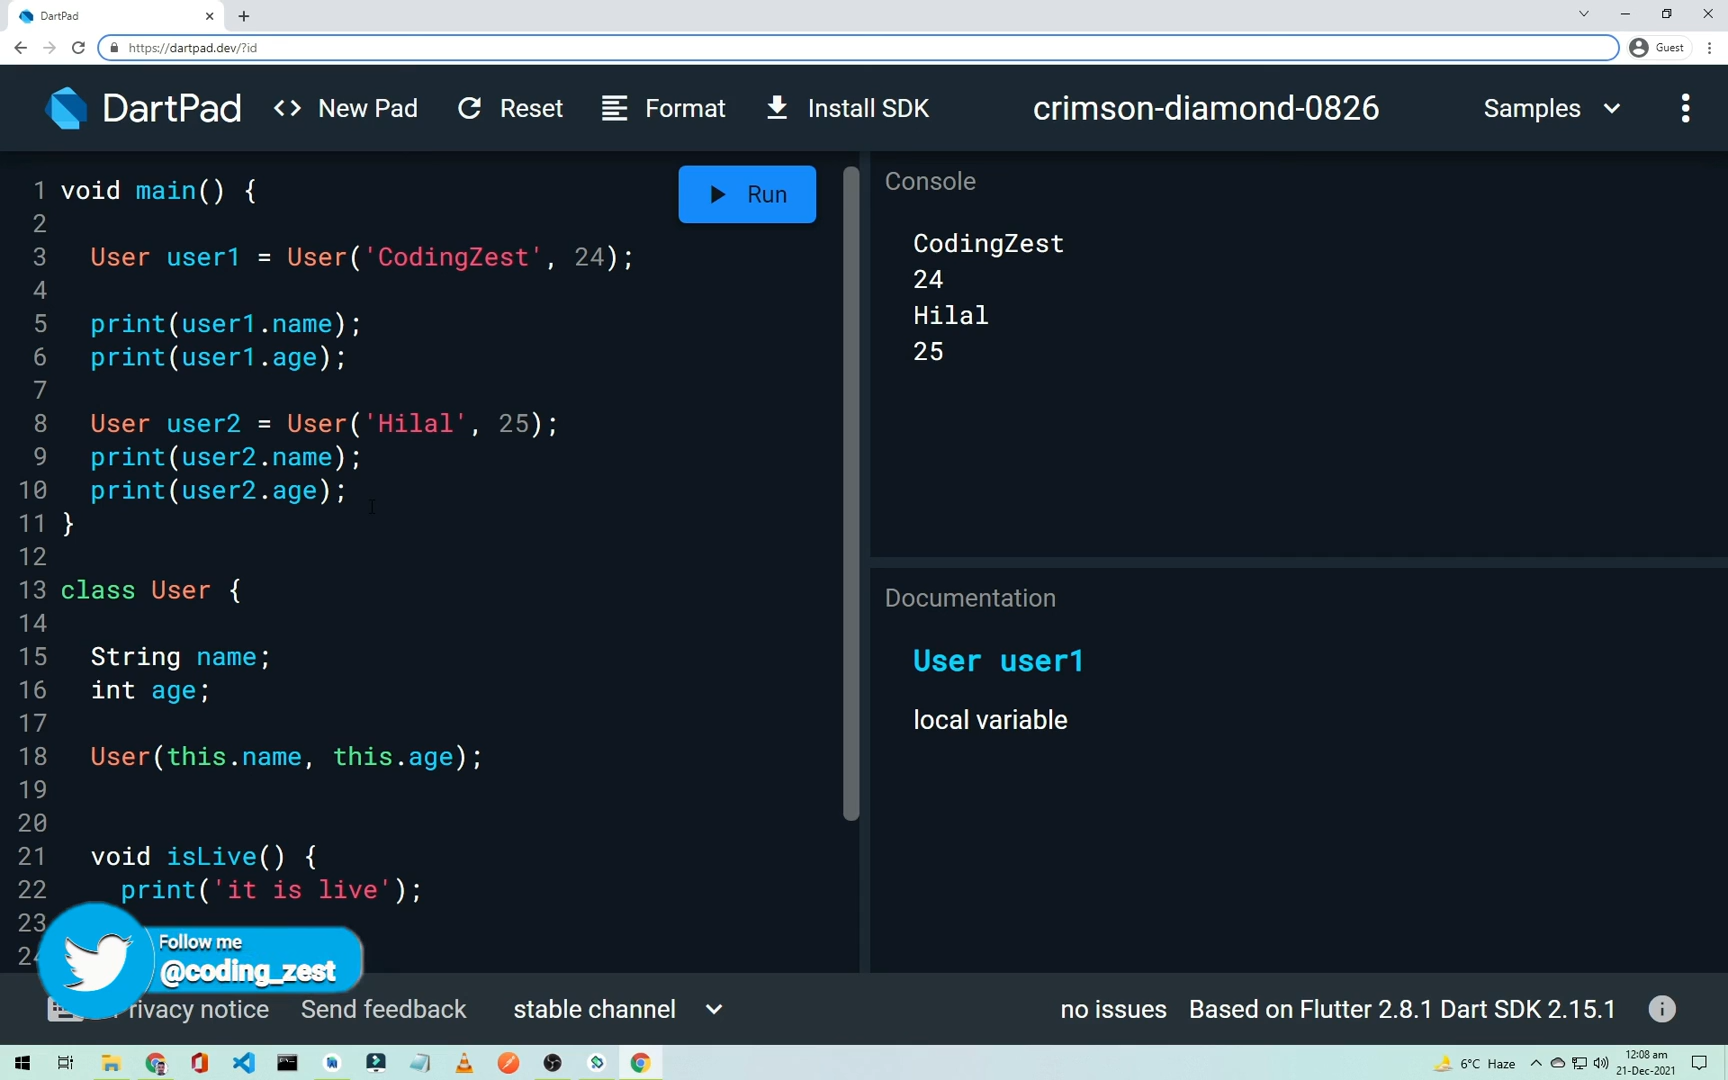 DartPad
https://dartpad.dev/?id
Guest
DartPad
<> New Pad
Reset
Format
Install SDK
crimson-diamond-0826
Samples
Run
1 void main() {
2
3 User user1 = User('CodingZest', 24);
4
5 print(user1.name);
6 print(user1.age);
7
8 User user2 = User('Hilal', 25);
9 print(user2.name);
10 print(user2.age);
11 }
12
13 class User {
14
15 String name;
16 int age;
17
18 User(this.name, this.age);
19
20
21 void isLive() {
22 print('it is live');
23
Console
CodingZest
24
Hilal
25
Documentation
User user1
local variable
Follow me
@coding_zest
rivacy notice
Send feedback
stable channel
no issues
Based on Flutter 2.8.1 Dart SDK 2.15.1
6°C Haze
12:08 am
21-Dec-2021